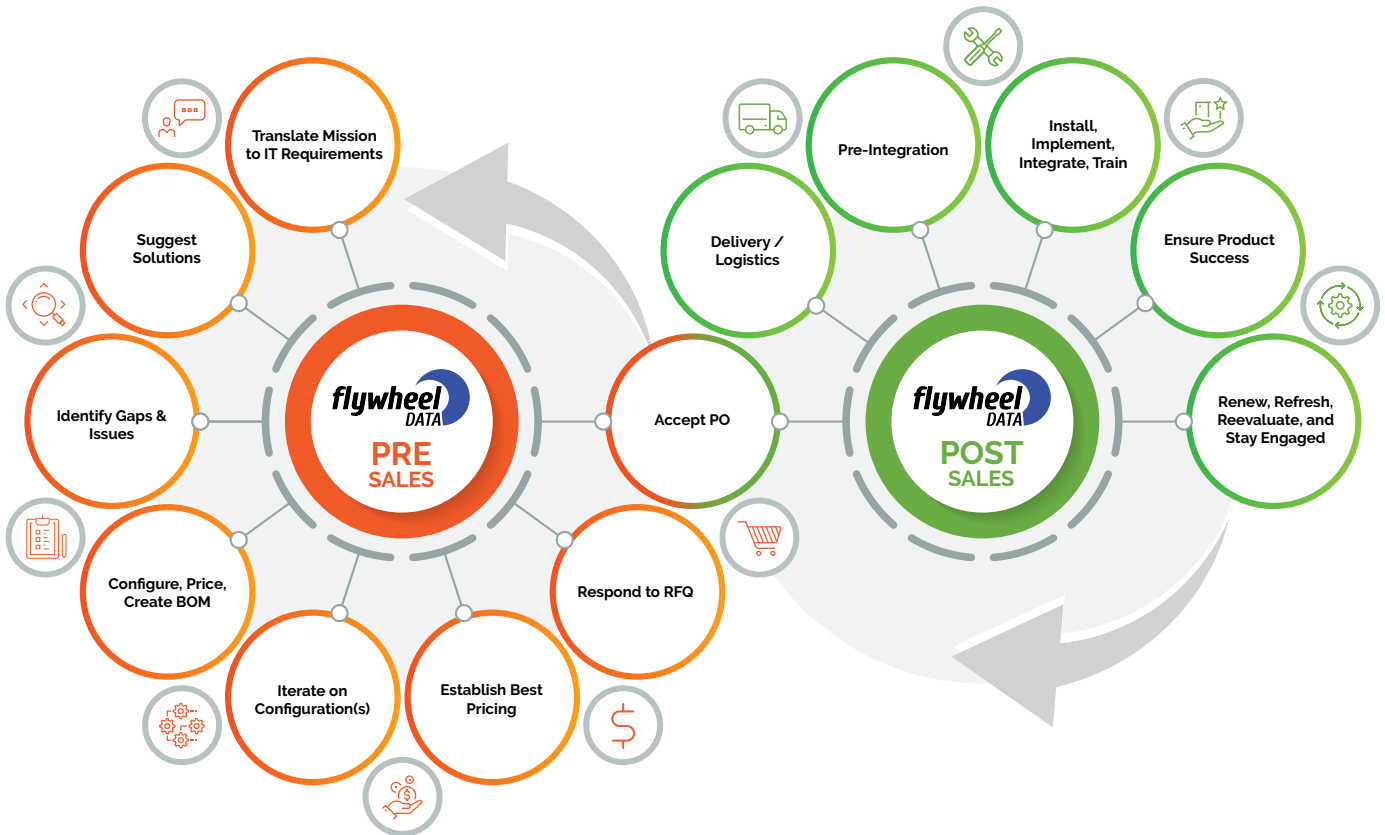 Translate Mission
to IT Requirements
Suggest
Solutions
Identify Gaps &
Issues
Configure, Price,
Create BOM
Iterate on
Configuration(s)
Establish Best
Pricing
Respond to RFQ
Accept PO
flywheel
DATA
PRE
SALES
Delivery /
Logistics
Pre-Integration
Install,
Implement,
Integrate, Train
Ensure Product
Success
Renew, Refresh,
Reevaluate, and
Stay Engaged
flywheel
DATA
POST
SALES
$
$